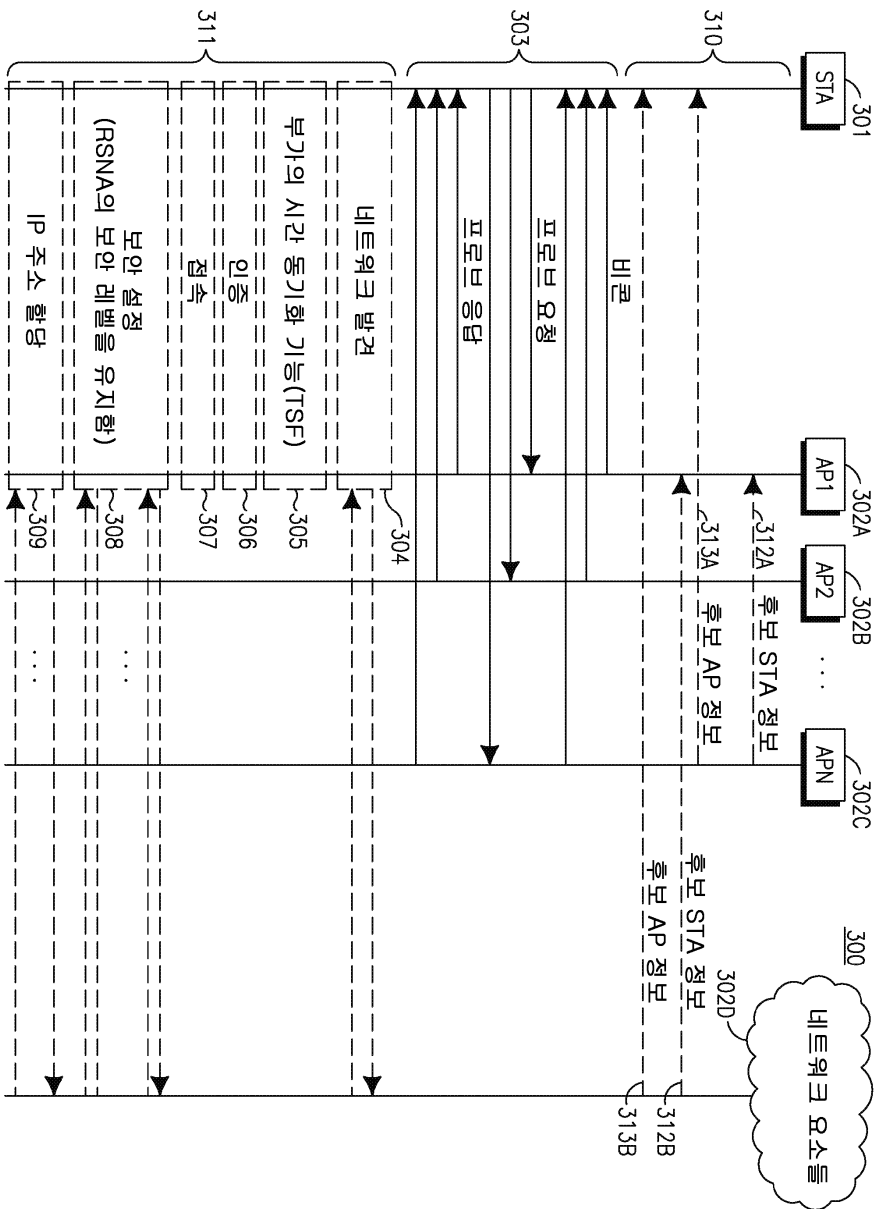 300
STA
301
AP1
302A
AP2
302B
. . . .
APN
302C
네트워크 요소들
302D
310
312A
후보 STA 정보
313A
후보 AP 정보
후보 STA 정보
312B
후보 AP 정보
313B
303
비콘
프로브 요청
프로브 응답
311
네트워크 발견
304
부가의 시간 동기화 기능(TSF)
305
인증
306
접속
307
보안 설정
(RSNA의 보안 레벨을 유지함)
308
. . .
IP 주소 할당
309
. . .